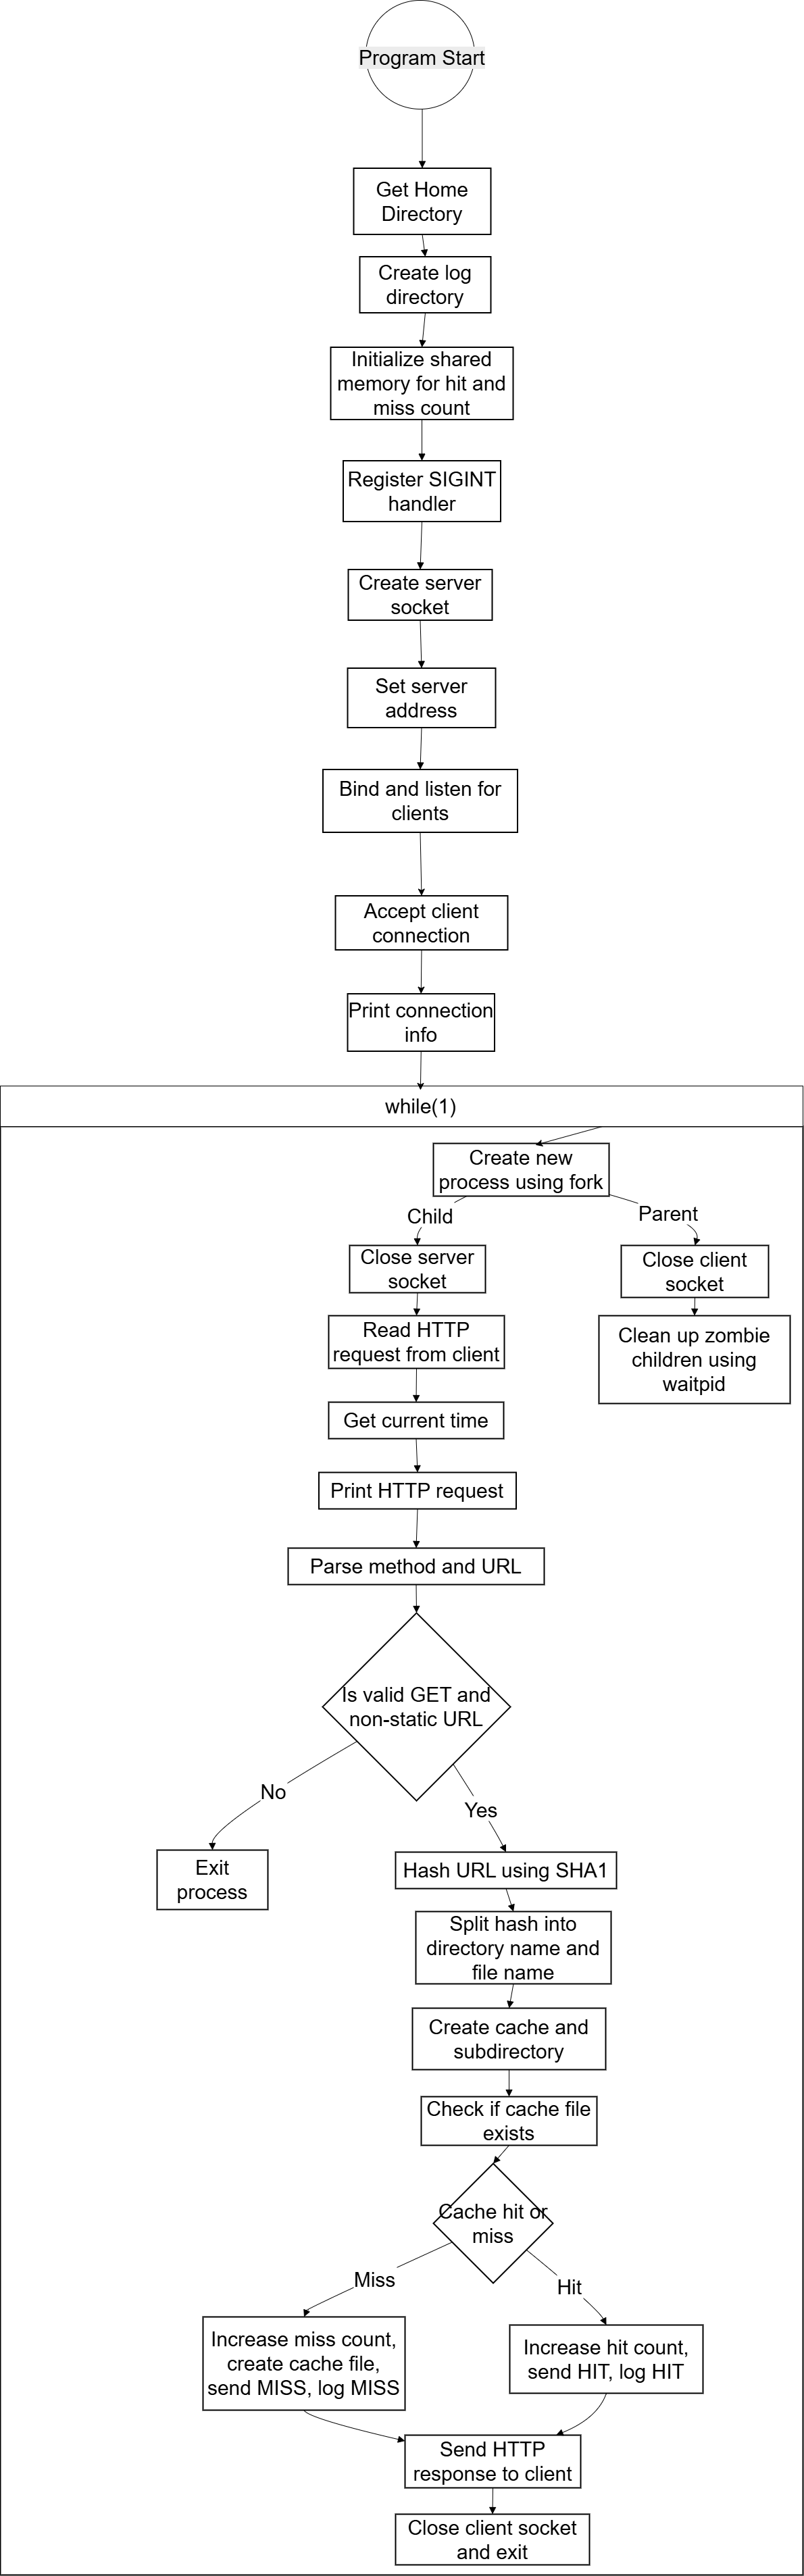 Program Start
Get Home
Directory
Create log
directory
Initialize shared
memory for hit and
miss count
Register SIGINT
handler
Create server
socket
Set server
address
Bind and listen for
clients
Accept client
connection
Print connection
info
while(1)
Create new
process using fork
Child
Parent
Close server
socket
Close client
socket
Read HTTP
request from client
Clean up zombie
children using
waitpid
Get current time
Print HTTP request
Parse method and URL
Is valid GET and
non-static URL
No
Yes
Exit
process
Hash URL using SHA1
Split hash into
directory name and
file name
Create cache and
subdirectory
Check if cache file
exists
Cache hit or
miss
Miss
Hit
Increase miss count,
create cache file,
send MISS, log MISS
Increase hit count,
send HIT, log HIT
Send HTTP
response to client
Close client socket
and exit